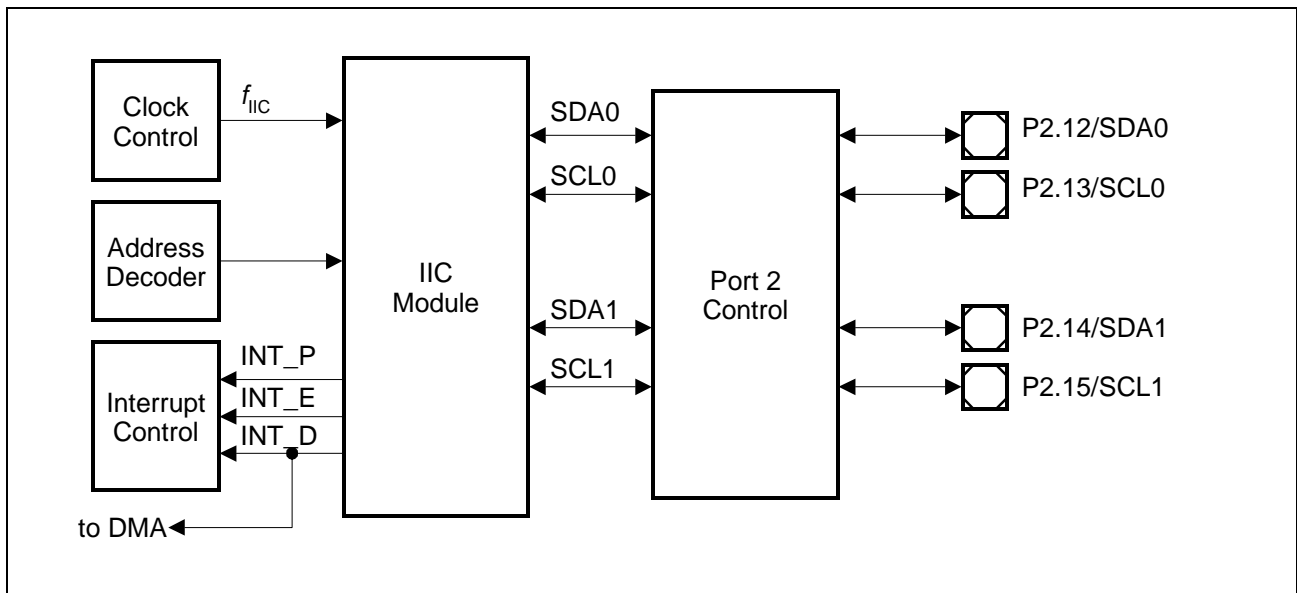 Clock
Control
fIIC
Address
Decoder
Interrupt
Control
INT_P
INT_E
INT_D
to DMA
IIC
Module
SDA0
SCL0
SDA1
SCL1
Port 2
Control
P2.12/SDA0
P2.13/SCL0
P2.14/SDA1
P2.15/SCL1